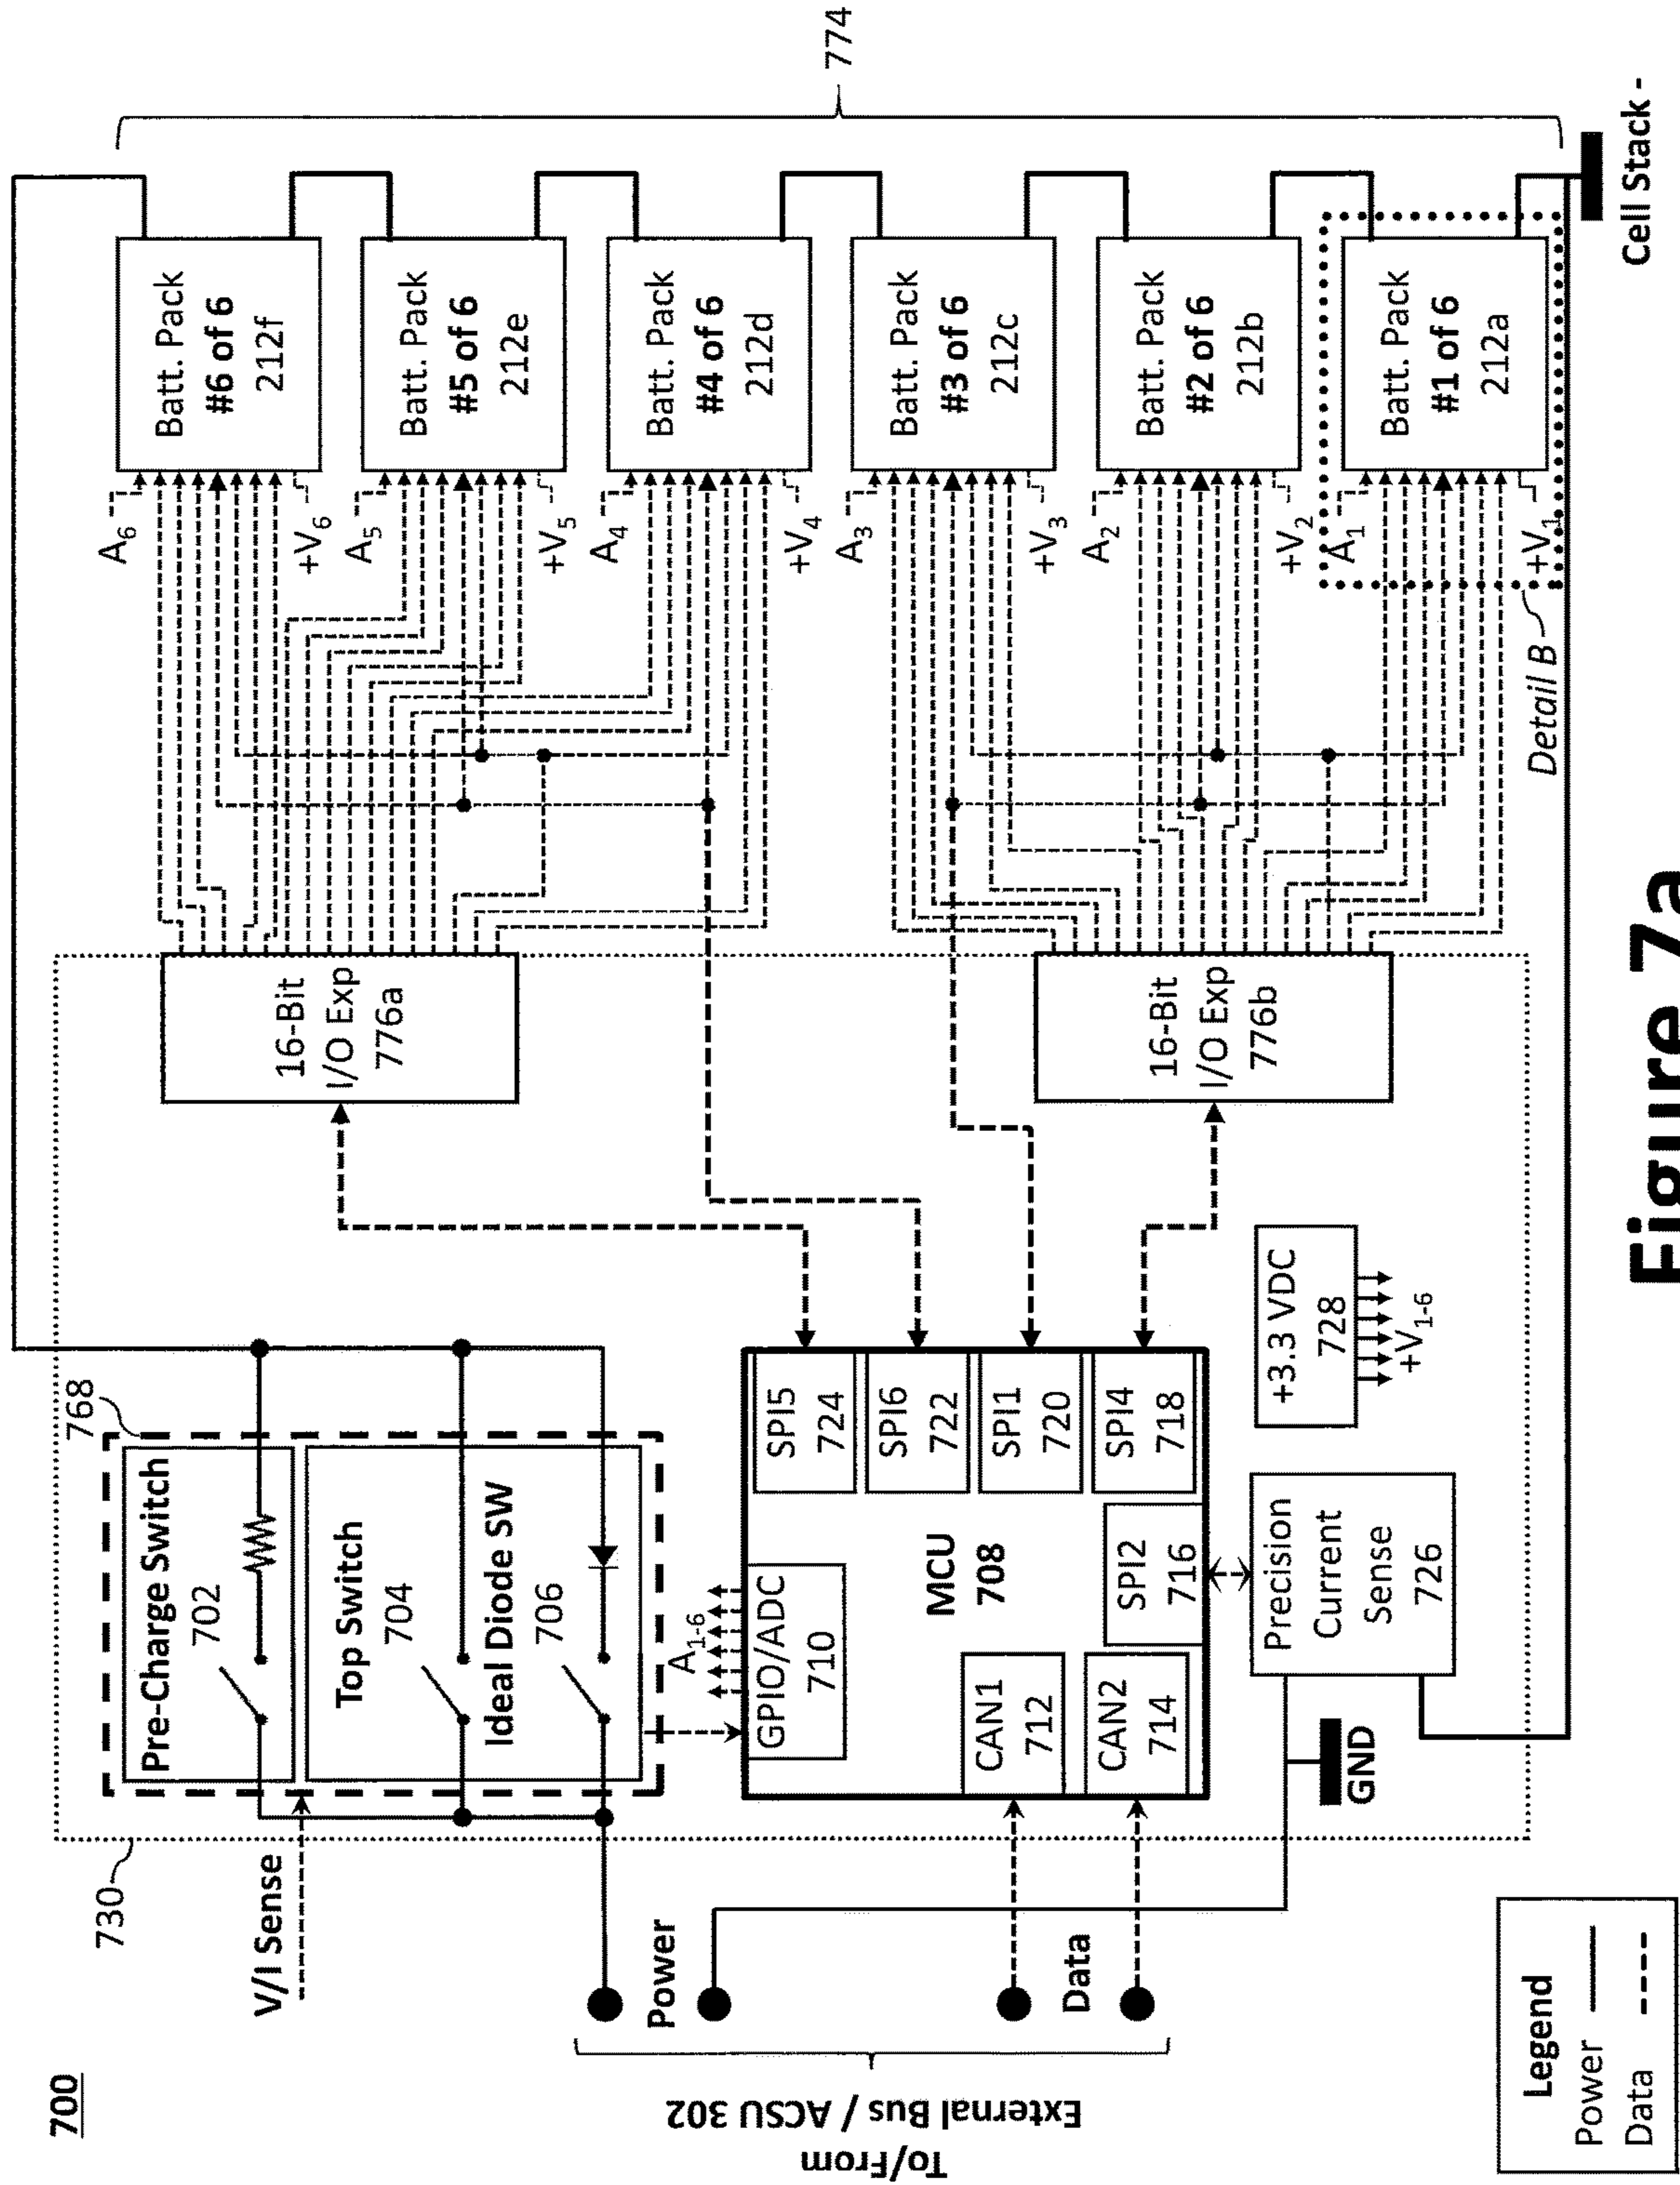 700
730
768
774
V/I Sense
Pre-Charge Switch
702
Top Switch
704
Ideal Diode SW
706
To/From
External Bus / ACSU 302
Power
Data
A1-6
GPIO/ADC
710
MCU
708
CAN1
712
CAN2
714
SPI2
716
SPI5
724
SPI6
722
SPI1
720
SPI4
718
Precision
Current
Sense
726
GND
+3.3 VDC
728
+V1-6
16-Bit
I/O Exp
776a
16-Bit
I/O Exp
776b
A6
+V6
Batt. Pack
#6 of 6
212f
A5
+V5
Batt. Pack
#5 of 6
212e
A4
+V4
Batt. Pack
#4 of 6
212d
A3
+V3
Batt. Pack
#3 of 6
212c
A2
+V2
Batt. Pack
#2 of 6
212b
A1
+V1
Batt. Pack
#1 of 6
212a
Detail B
Cell Stack -
Legend
Power
Data
Figure 7a